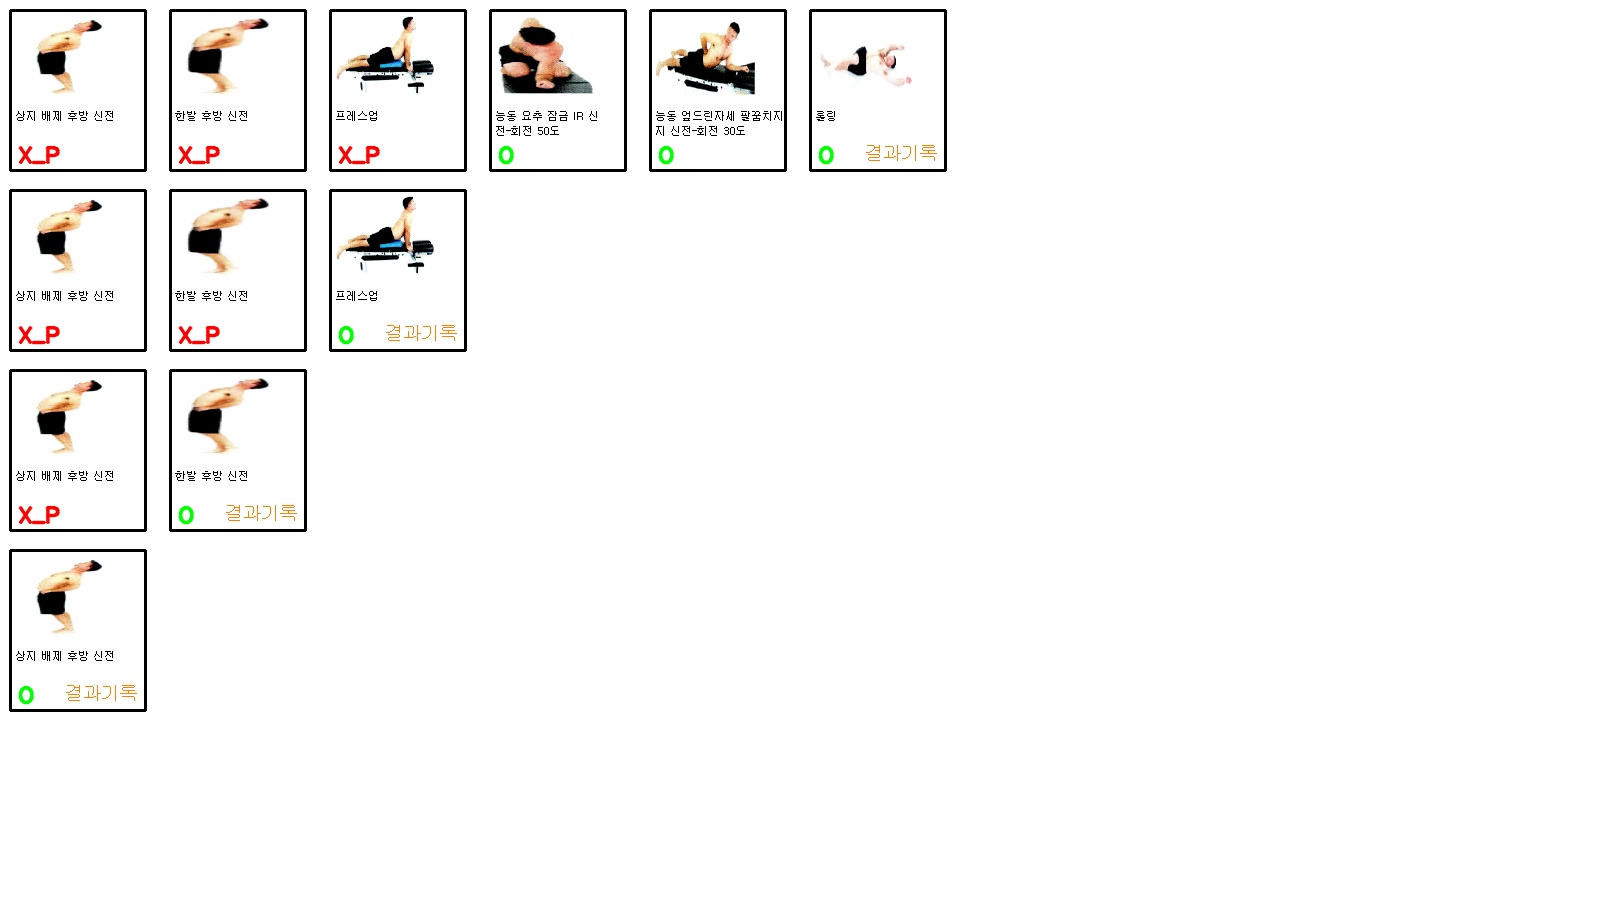 상지 배제 후방 신전
X_P
한발 후방 신전
X_P
프레스업
X_P
능동 요추 잠금 IR 신
전-회전 50도
O
능동 엎드린자세 팔꿈치지
지 신전-회전 30도
O
롤링
O 결과기록
상지 배제 후방 신전
X_P
한발 후방 신전
X_P
프레스업
O 결과기록
상지 배제 후방 신전
X_P
한발 후방 신전
O 결과기록
상지 배제 후방 신전
O 결과기록